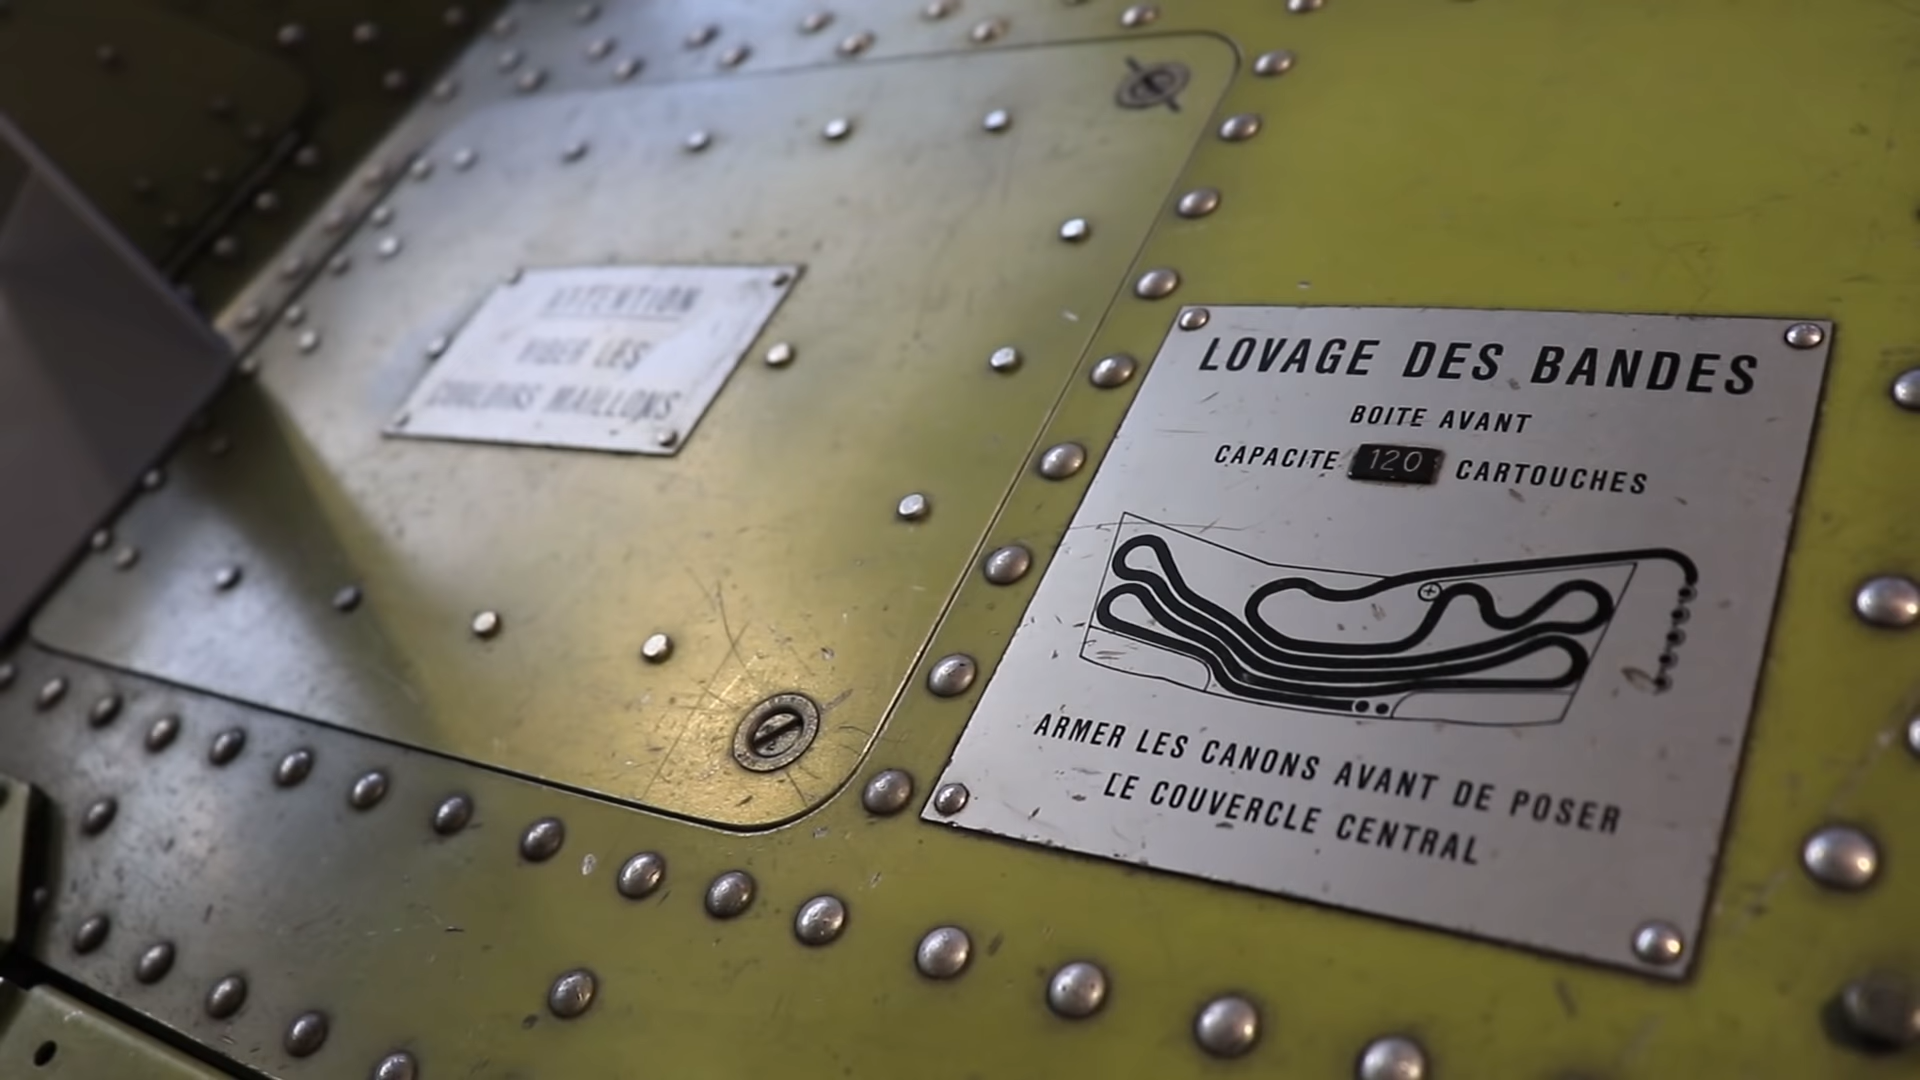 ATTENTION
VIDER LES
COULOIRS MAILLONS
LOVAGE DES BANDES
BOITE AVANT
CAPACITE 120 CARTOUCHES
ARMER LES CANONS AVANT DE POSER
LE COUVERCLE CENTRAL